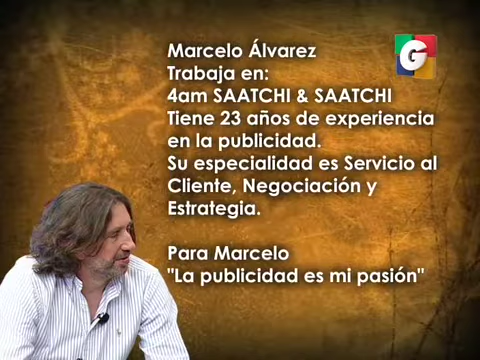 Marcelo Álvarez
G
Trabaja en:
4am SAATCHI & SAATCHI
Tiene 23 años de experiencia
en la publicidad.
Su especialidad es Servicio al
Cliente, Negociación y
Estrategia.
Para Marcelo
"La publicidad es mi pasión"